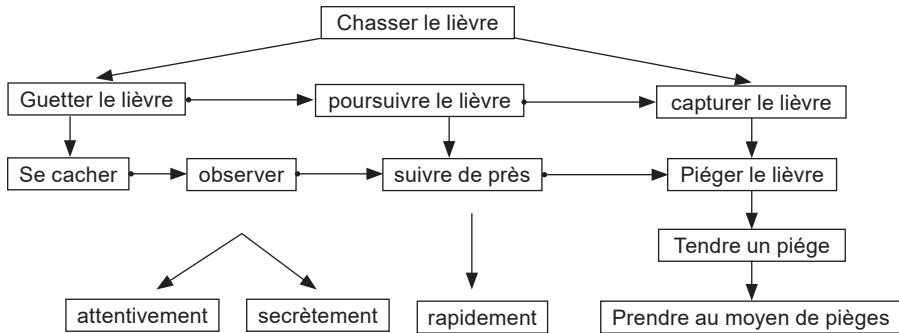 Chasser le lièvre
Guetter le lièvre
poursuivre le lièvre
capturer le lièvre
Se cacher
observer
suivre de près
Piéger le lièvre
Tendre un piége
attentivement
secrètement
rapidement
Prendre au moyen de pièges